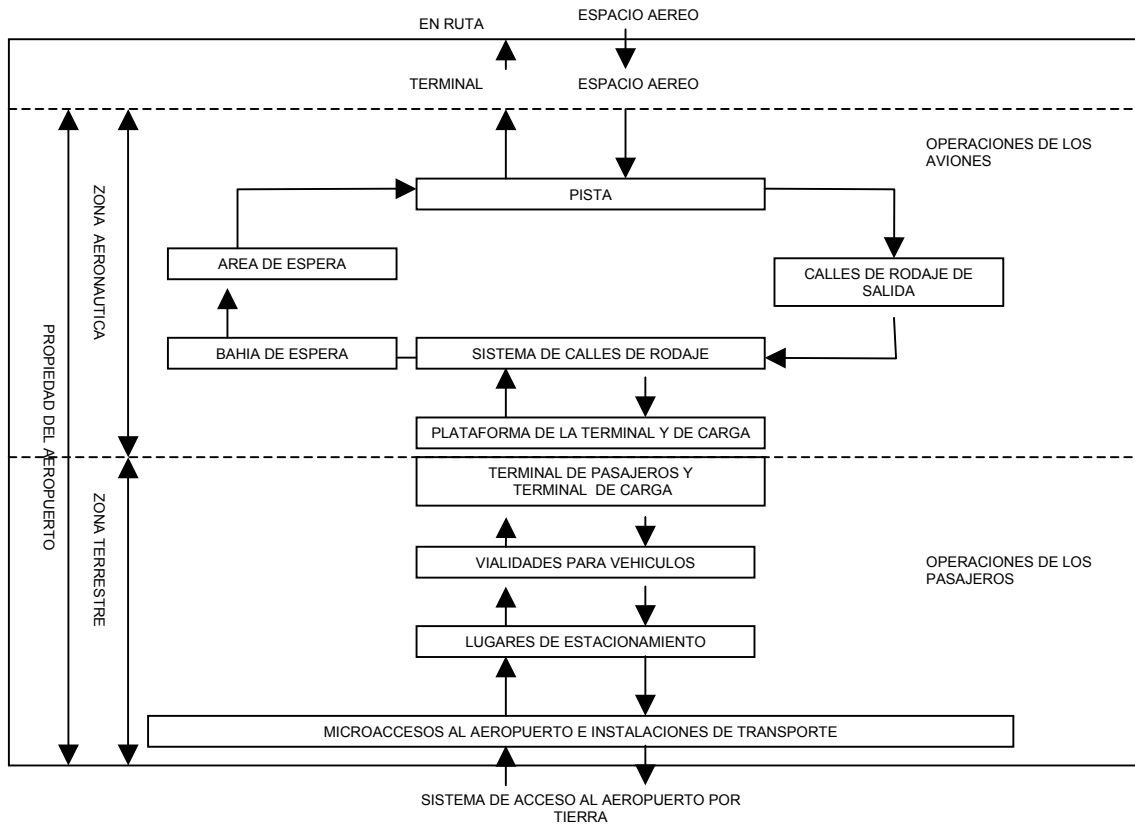 EN RUTA
ESPACIO AEREO
TERMINAL
ESPACIO AEREO
OPERACIONES DE LOS
AVIONES
PISTA
AREA DE ESPERA
CALLES DE RODAJE DE
SALIDA
BAHIA DE ESPERA
SISTEMA DE CALLES DE RODAJE
PLATAFORMA DE LA TERMINAL Y DE CARGA
ZONA AERONAUTICA
PROPIEDAD DEL AEROPUERTO
ZONA TERRESTRE
TERMINAL DE PASAJEROS Y
TERMINAL DE CARGA
VIALIDADES PARA VEHICULOS
OPERACIONES DE LOS
PASAJEROS
LUGARES DE ESTACIONAMIENTO
MICROACCESOS AL AEROPUERTO E INSTALACIONES DE TRANSPORTE
SISTEMA DE ACCESO AL AEROPUERTO POR
TIERRA